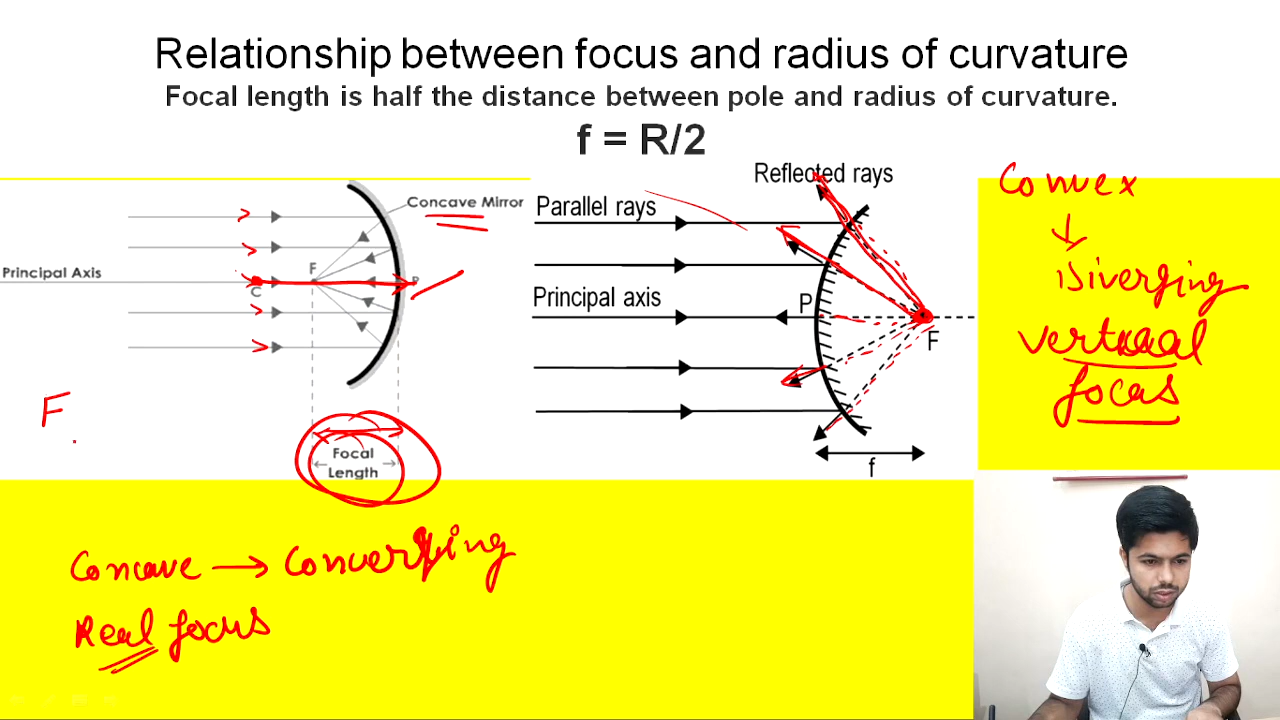 Relationship between focus and radius of curvature
Focal length is half the distance between pole and radius of curvature.
f = R/2
Concave Mirror
Principal Axis
F
C
P
Focal
Length
F
Reflected rays
Parallel rays
Principal axis
P
F
f
Convex
Diverging
focus
Concave → Converging
Real focus